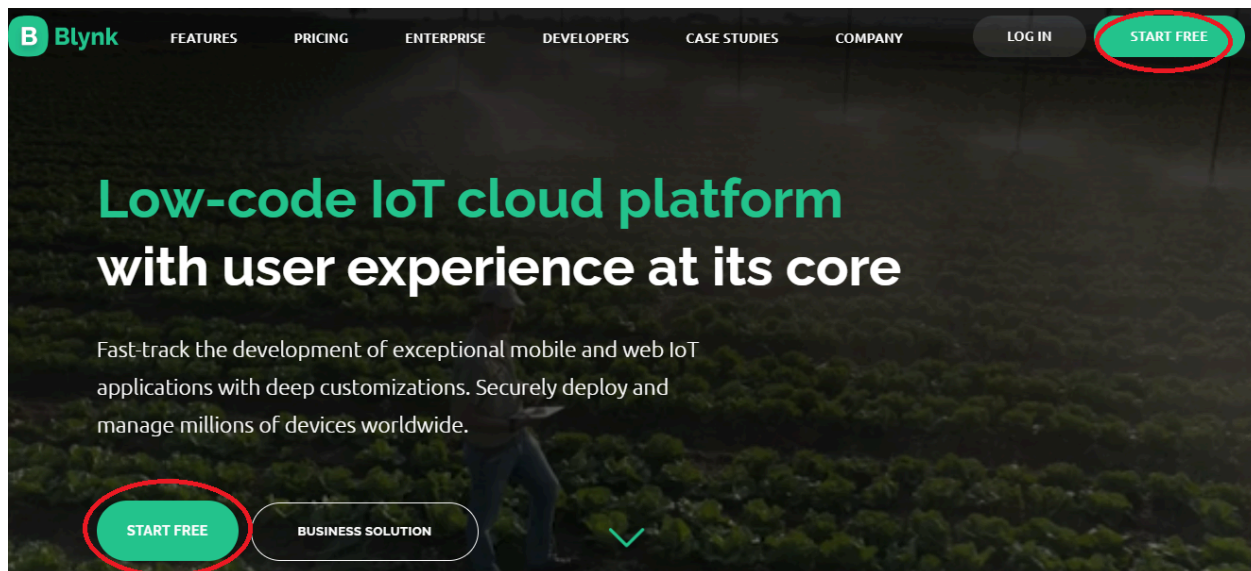 B Blynk FEATURES PRICING ENTERPRISE DEVELOPERS CASE STUDIES COMPANY LOG IN START FREE
Low-code IoT cloud platform
with user experience at its core
Fast-track the development of exceptional mobile and web IoT
applications with deep customizations. Securely deploy and
manage millions of devices worldwide.
START FREE BUSINESS SOLUTION